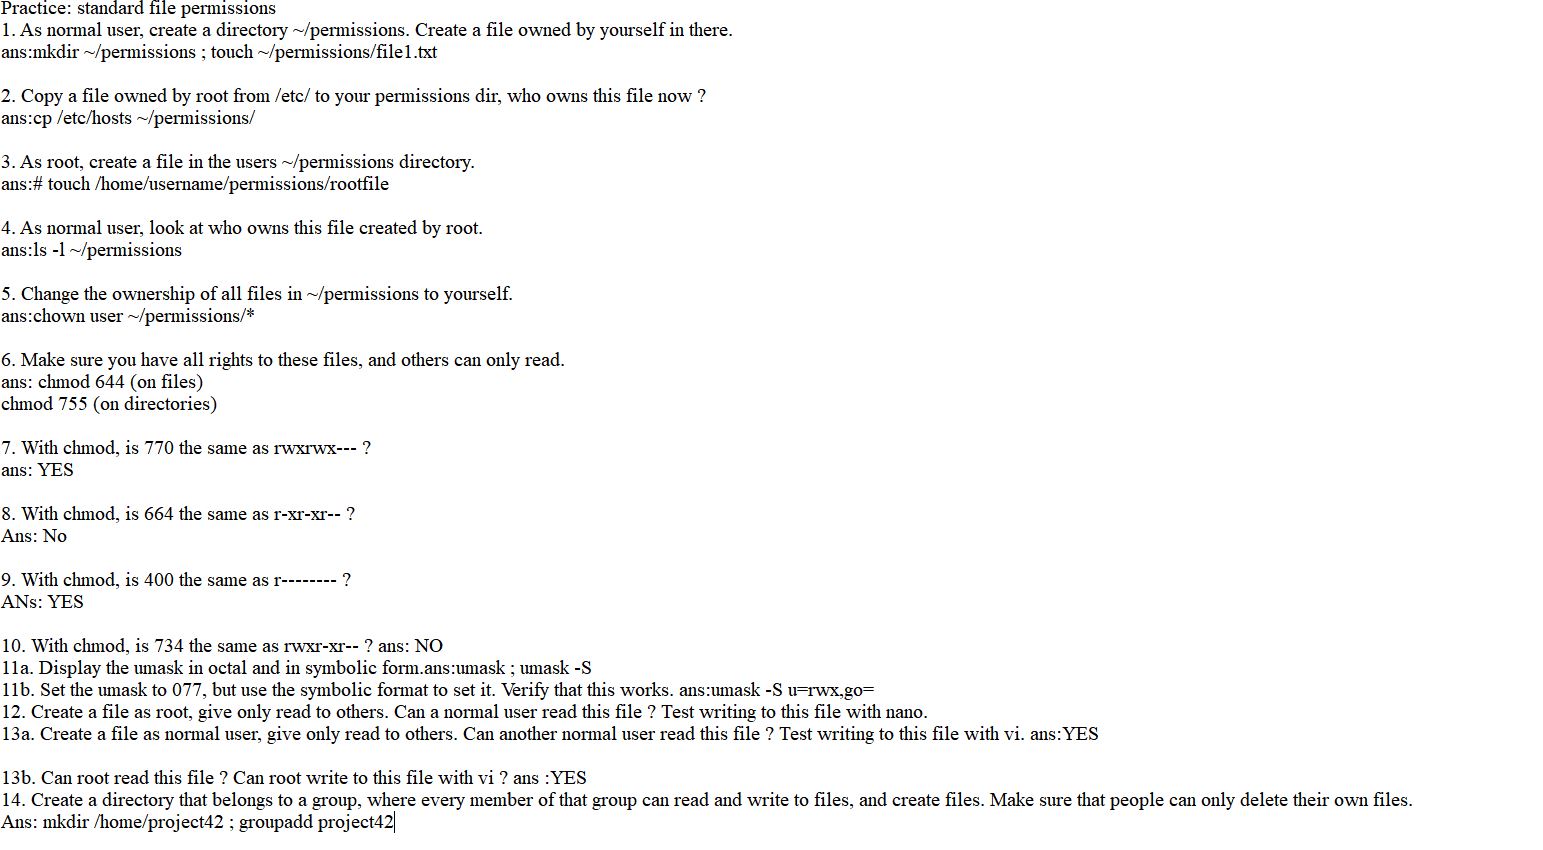 Practice: standard file permissions
1. As normal user, create a directory ~/permissions. Create a file owned by yourself in there.
ans:mkdir ~/permissions ; touch ~/permissions/file1.txt
2. Copy a file owned by root from /etc/ to your permissions dir, who owns this file now ?
ans:cp /etc/hosts ~/permissions/
3. As root, create a file in the users ~/permissions directory.
ans:# touch /home/username/permissions/rootfile
4. As normal user, look at who owns this file created by root.
ans:ls -l ~/permissions
5. Change the ownership of all files in ~/permissions to yourself.
ans:chown user ~/permissions/*
6. Make sure you have all rights to these files, and others can only read.
ans: chmod 644 (on files)
chmod 755 (on directories)
7. With chmod, is 770 the same as rwxrwx--- ?
ans: YES
8. With chmod, is 664 the same as r-xr-xr-- ?
Ans: No
9. With chmod, is 400 the same as r-------- ?
ANs: YES
10. With chmod, is 734 the same as rwxr-xr-- ? ans: NO
11a. Display the umask in octal and in symbolic form.ans:umask ; umask -S
11b. Set the umask to 077, but use the symbolic format to set it. Verify that this works. ans:umask -S u=rwx,go=
12. Create a file as root, give only read to others. Can a normal user read this file ? Test writing to this file with nano.
13a. Create a file as normal user, give only read to others. Can another normal user read this file ? Test writing to this file with vi. ans:YES
13b. Can root read this file ? Can root write to this file with vi ? ans :YES
14. Create a directory that belongs to a group, where every member of that group can read and write to files, and create files. Make sure that people can only delete their own files.
Ans: mkdir /home/project42 ; groupadd project42